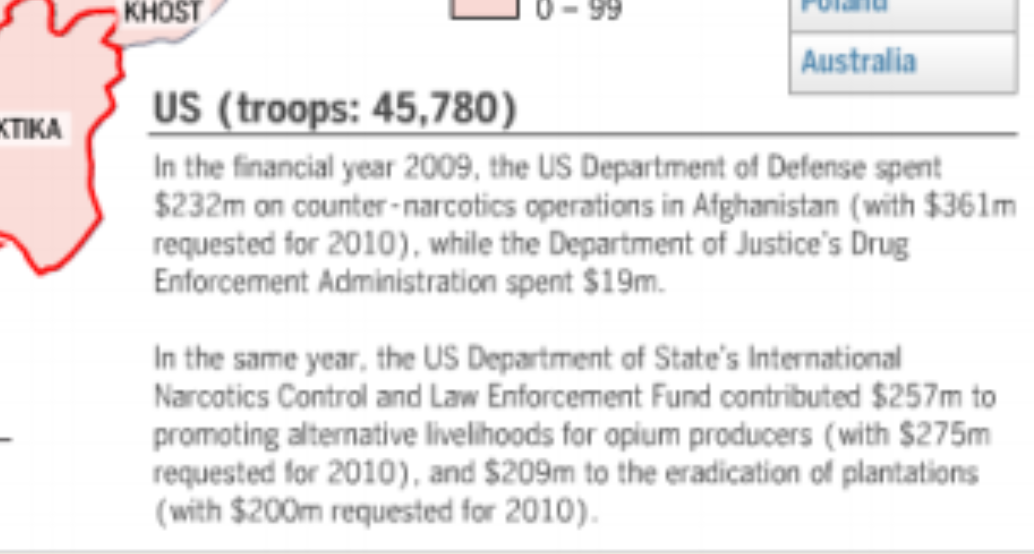 KHOST
0 – 99
Poland
Australia
KTIKA
US (troops: 45,780)
In the financial year 2009, the US Department of Defense spent
$232m on counter-narcotics operations in Afghanistan (with $361m
requested for 2010), while the Department of Justice's Drug
Enforcement Administration spent $19m.
In the same year, the US Department of State's International
Narcotics Control and Law Enforcement Fund contributed $257m to
promoting alternative livelihoods for opium producers (with $275m
requested for 2010), and $209m to the eradication of plantations
(with $200m requested for 2010).